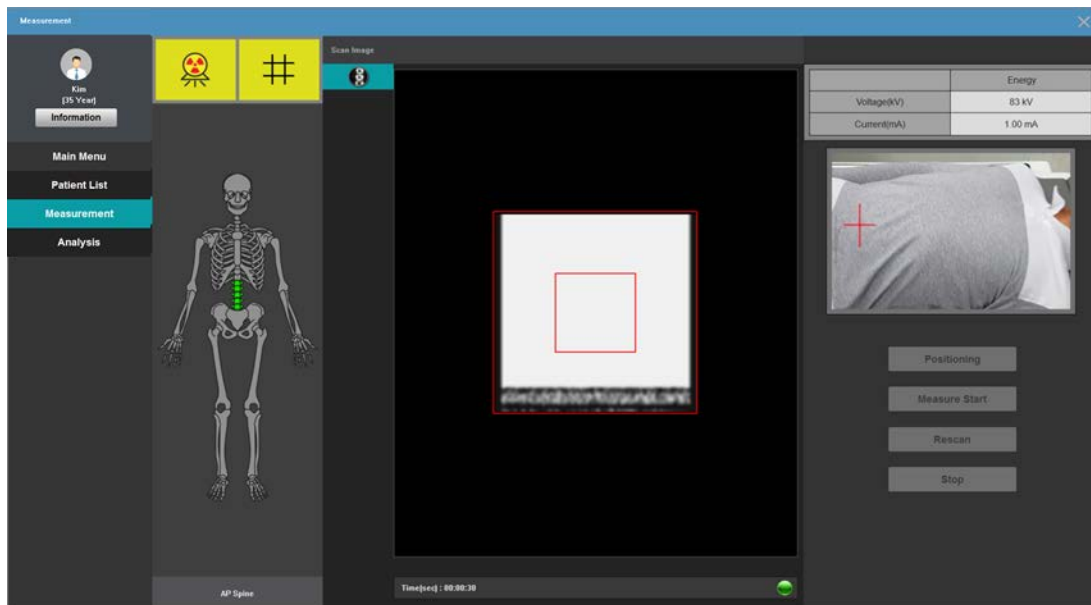 Measurement
Kim
(35 Year)
Information
Main Menu
Patient List
Measurement
Analysis
AP Spine
Scan Image
Time(sec) : 00:00:30
Energy
Voltage(kV) 83 kV
Current(mA) 1.00 mA
Positioning
Measure Start
Rescan
Stop